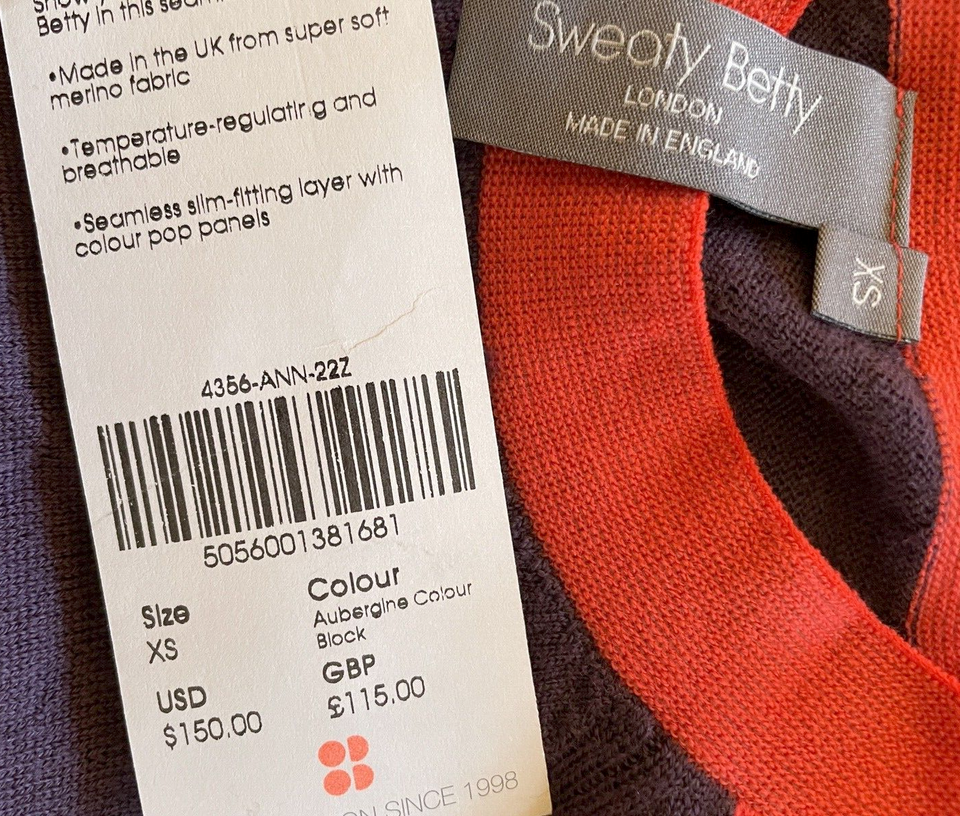 Betty in this
•Made in the UK from super soft
merino fabric
•Temperature-regulating and
breathable
•Seamless slim-fitting layer with
colour pop panels
4356-ANN-22Z
5056001381681
Size
XS
Colour
Aubergine Colour
Block
USD
$150.00
GBP
£115.00
SINCE 1998
Sweaty Betty
LONDON
MADE IN ENGLAND
XS